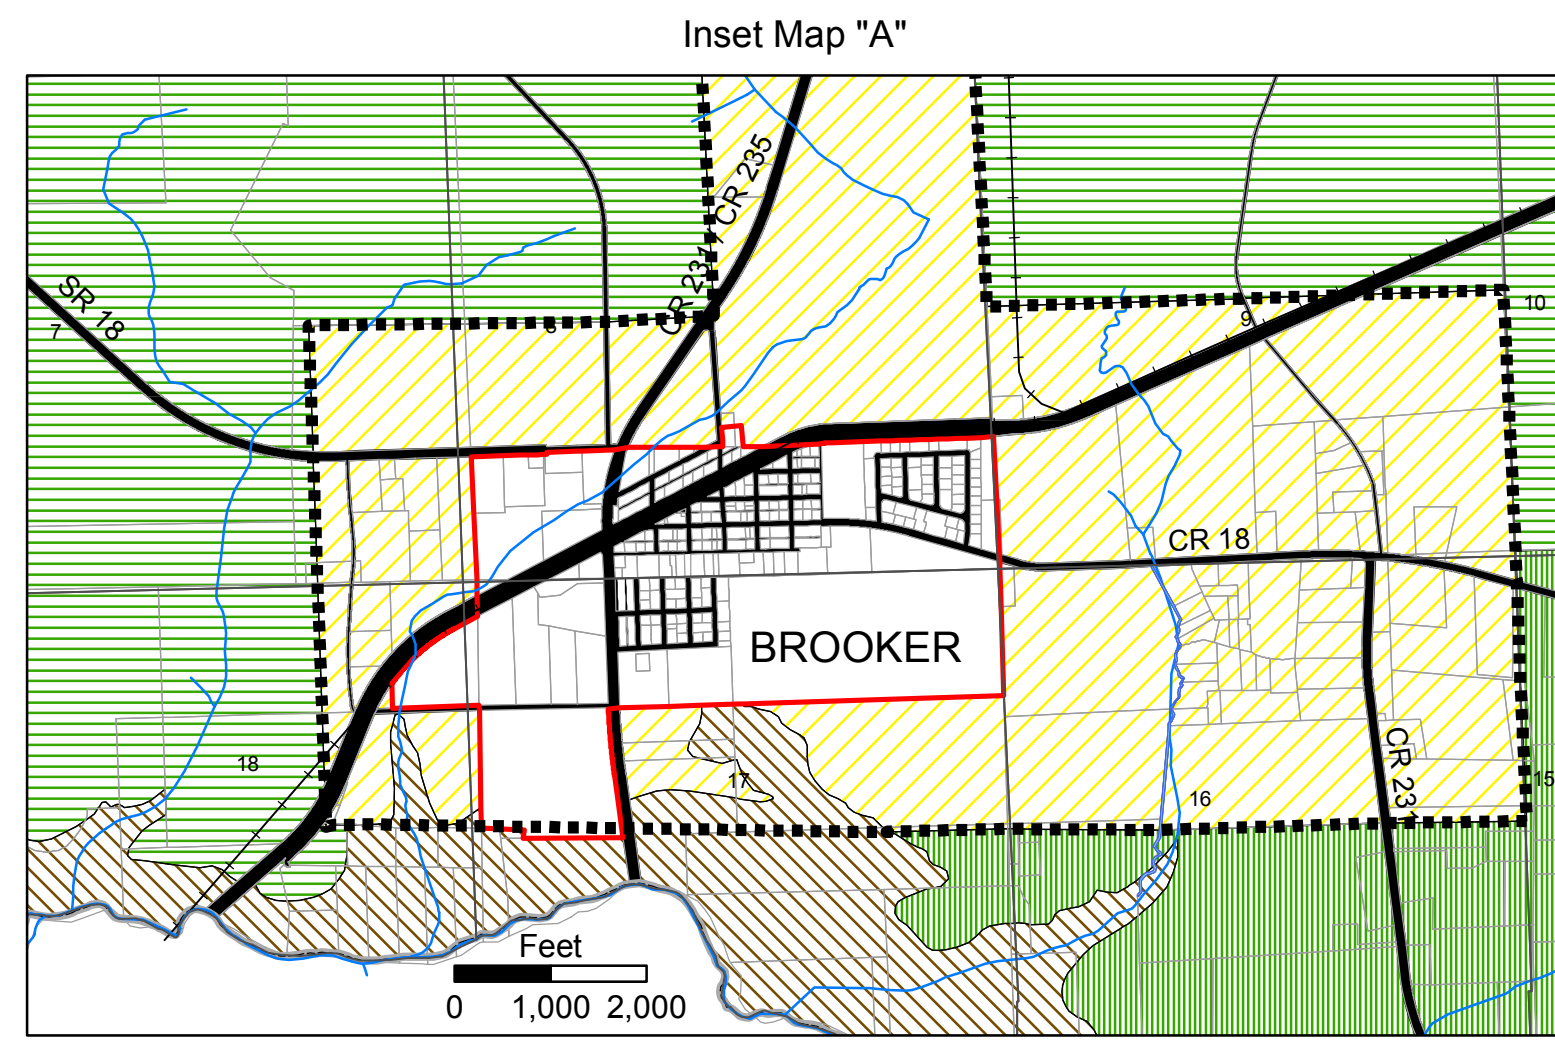 Inset Map "A"
CR 231 / CR 235
SR 18
7
8
9
10
CR 18
BROOKER
CR 231
18
17
16
15
Feet
0 1,000 2,000